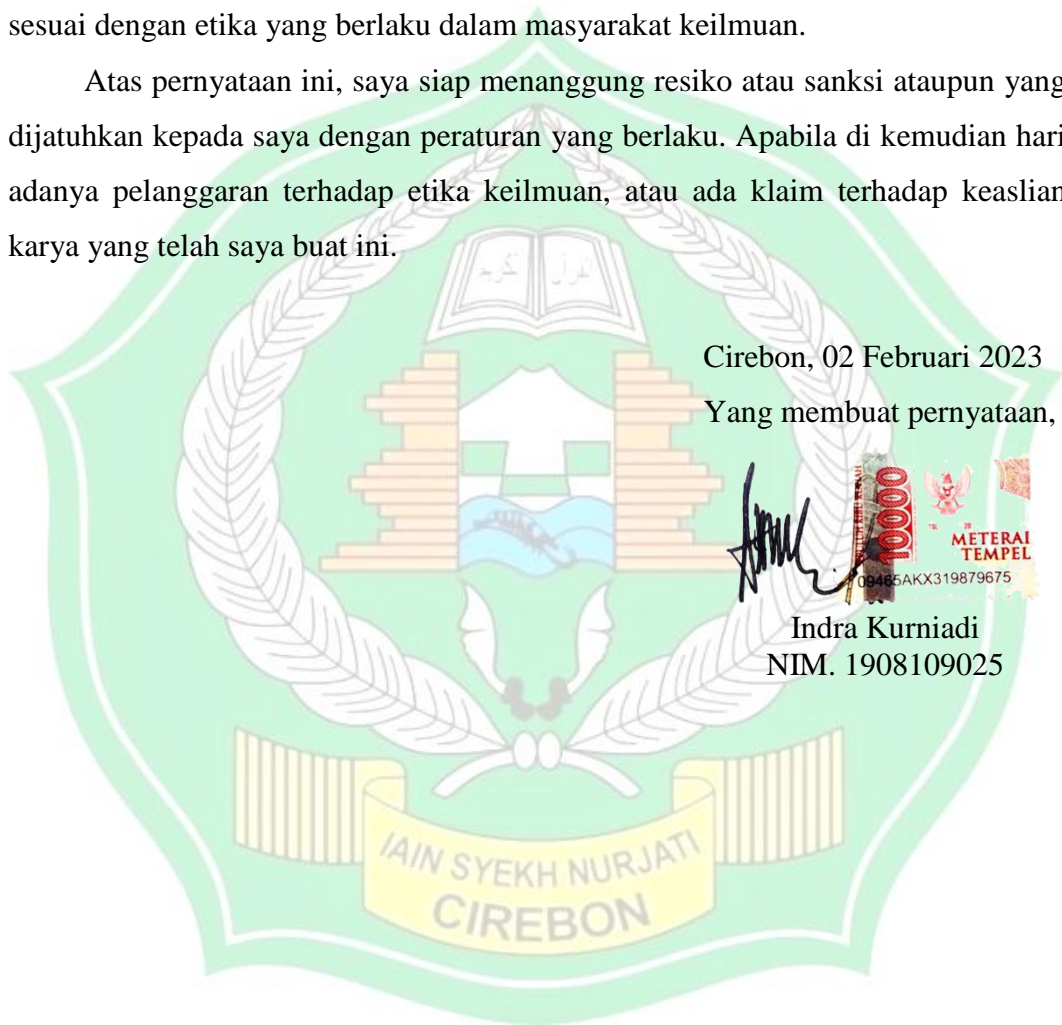 sesuai dengan etika yang berlaku dalam masyarakat keilmuan.
Atas pernyataan ini, saya siap menanggung resiko atau sanksi ataupun yang
dijatuhkan kepada saya dengan peraturan yang berlaku. Apabila di kemudian hari
adanya pelanggaran terhadap etika keilmuan, atau ada klaim terhadap keaslian
karya yang telah saya buat ini.
Cirebon, 02 Februari 2023
Yang membuat pernyataan,
10000
METERAI
TEMPEL
09465AKX319879675
Indra Kurniadi
NIM. 1908109025
IAIN SYEKH NURJATI
CIREBON